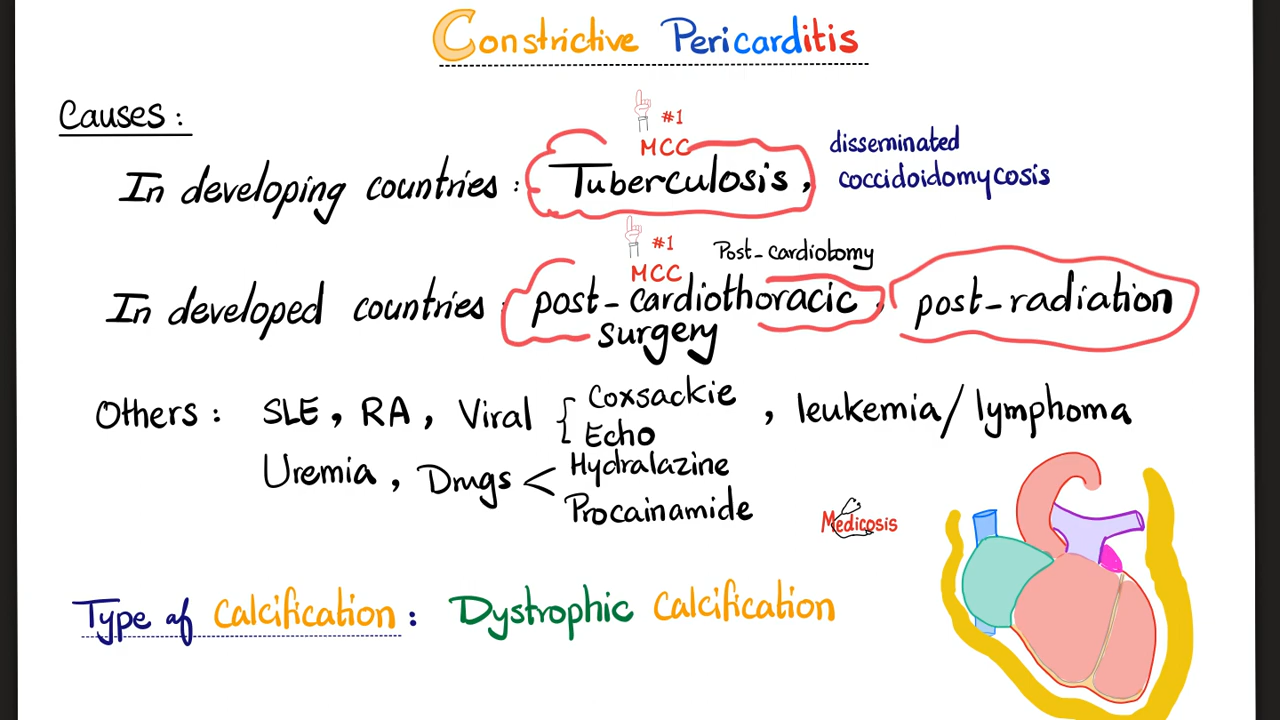 Constrictive Pericarditis
Causes :
#1
MCC
In developing countries : Tuberculosis,
disseminated
coccidoidomycosis
#1
MCC
Post-cardiotomy
In developed countries : post-cardiothoracic surgery, post-radiation
Others : SLE, RA, Viral { Coxsackie
Echo
, leukemia/lymphoma
Uremia, Drugs < Hydralazine
Procainamide
Medicosis
Type of Calcification : Dystrophic Calcification